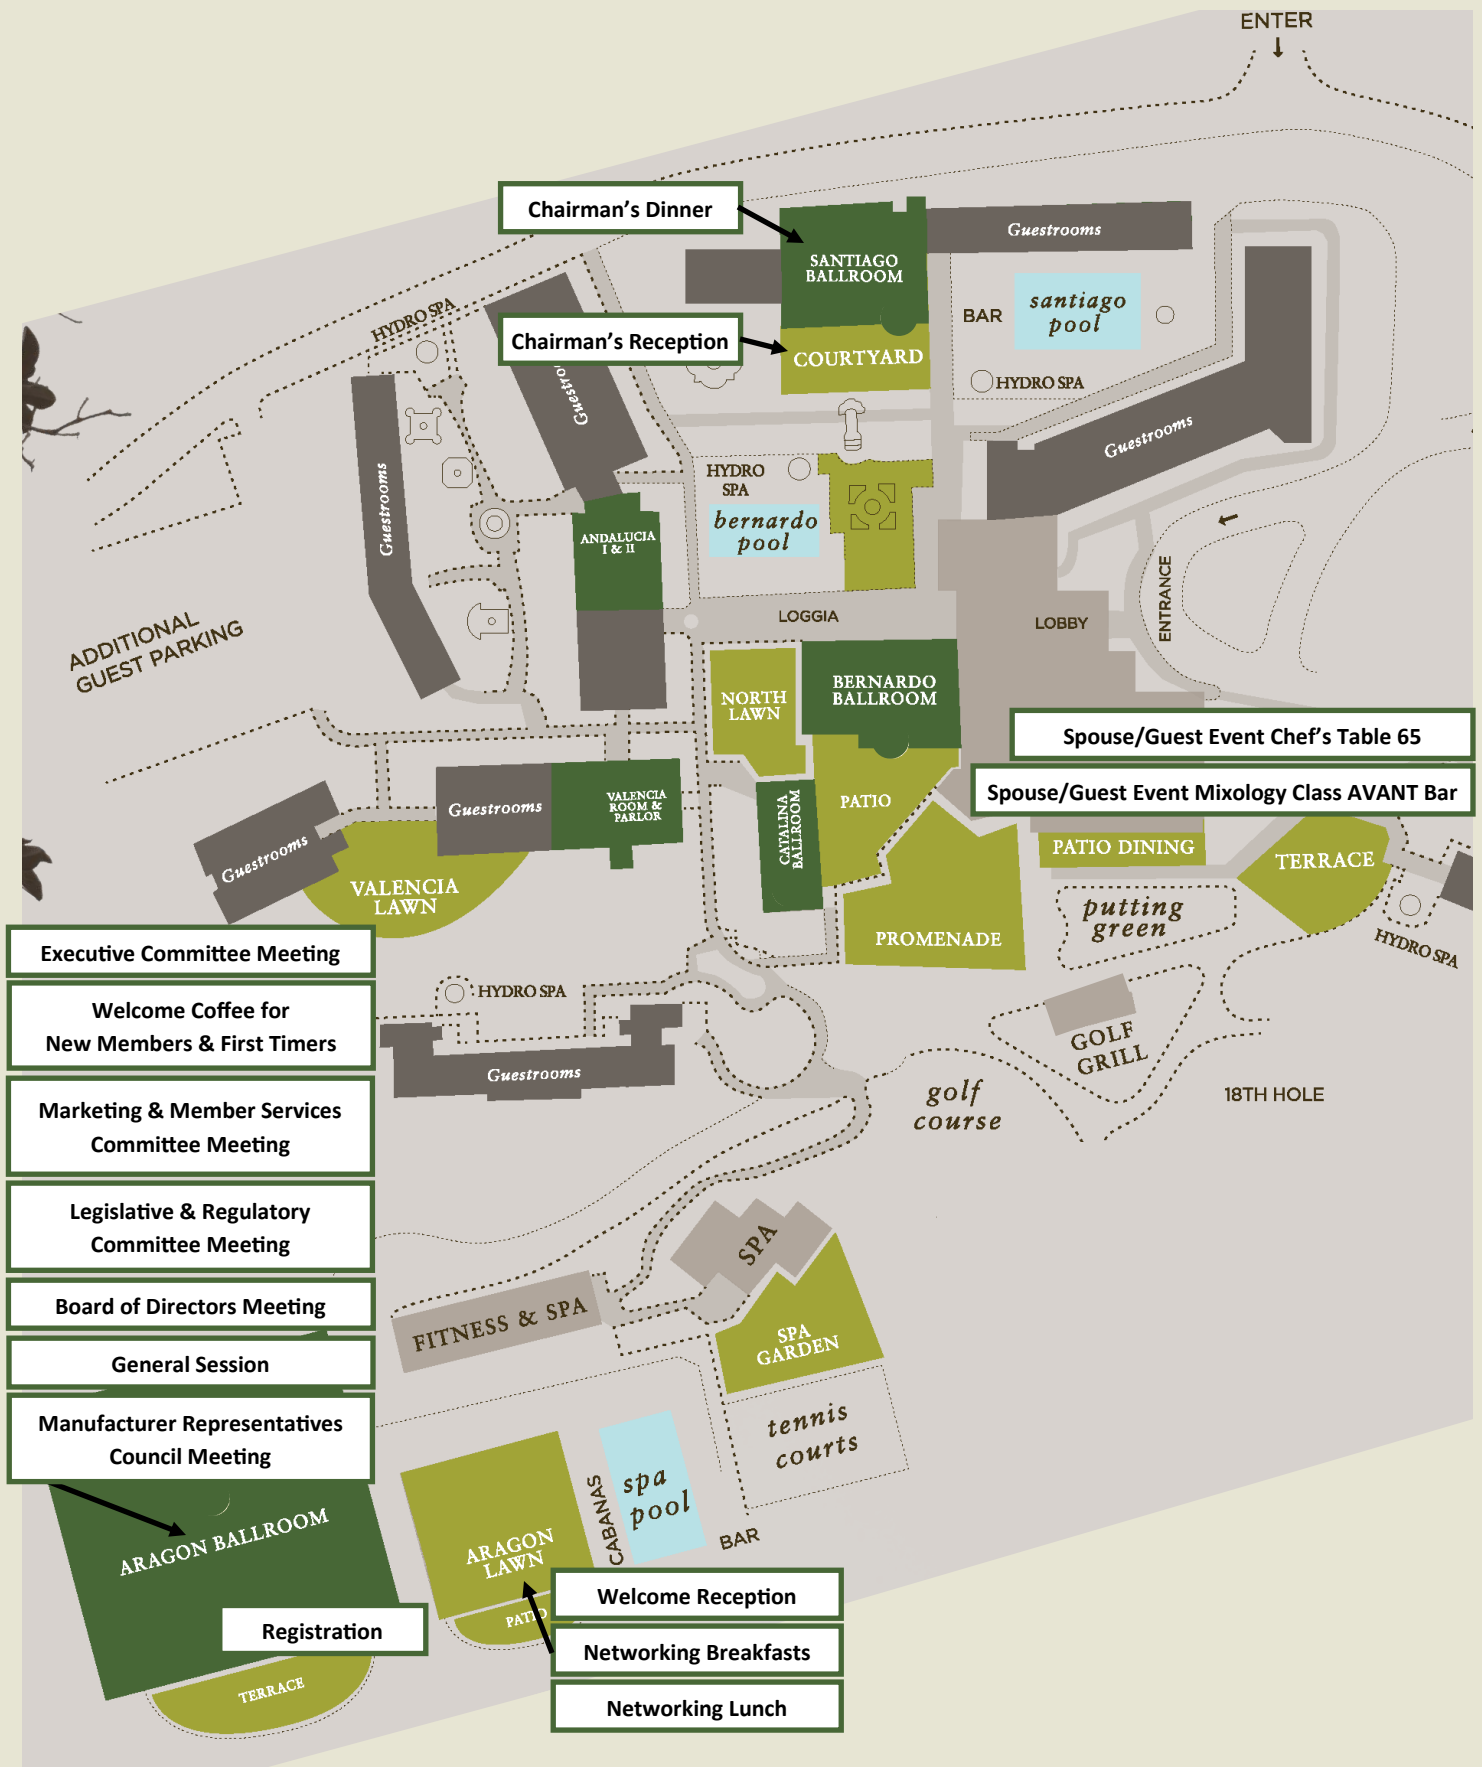 ENTER
Chairman's Dinner
SANTIAGO
BALLROOM
Guestrooms
santiago
pool
BAR
HYDRO SPA
Chairman's Reception
COURTYARD
HYDRO SPA
Guestrooms
Guestrooms
Guestrooms
HYDRO
SPA
bernardo
pool
ANDALUCIA
I & II
ENTRANCE
LOGGIA
LOBBY
ADDITIONAL
GUEST PARKING
NORTH
LAWN
BERNARDO
BALLROOM
Spouse/Guest Event Chef's Table 65
Spouse/Guest Event Mixology Class AVANT Bar
Guestrooms
VALENCIA
ROOM &
PARLOR
CATALINA
BALLROOM
PATIO
PATIO DINING
TERRACE
Guestrooms
VALENCIA
LAWN
putting
green
PROMENADE
HYDRO SPA
Executive Committee Meeting
Welcome Coffee for
New Members & First Timers
HYDRO SPA
Guestrooms
GOLF
GRILL
golf
course
18TH HOLE
Marketing & Member Services
Committee Meeting
Legislative & Regulatory
Committee Meeting
SPA
Board of Directors Meeting
FITNESS & SPA
SPA
GARDEN
General Session
Manufacturer Representatives
Council Meeting
tennis
courts
spa
pool
CABANAS
BAR
ARAGON BALLROOM
ARAGON
LAWN
PATIO
Welcome Reception
Registration
Networking Breakfasts
TERRACE
Networking Lunch